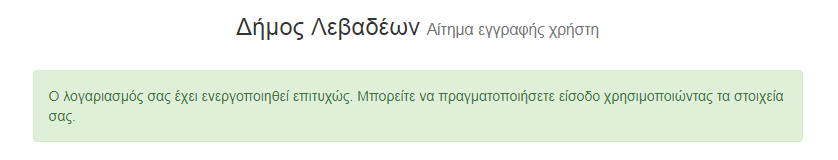 Δήμος Λεβαδέων Αίτημα εγγραφής χρήστη
Ο λογαριασμός σας έχει ενεργοποιηθεί επιτυχώς. Μπορείτε να πραγματοποιήσετε είσοδο χρησιμοποιώντας τα στοιχεία
σας.